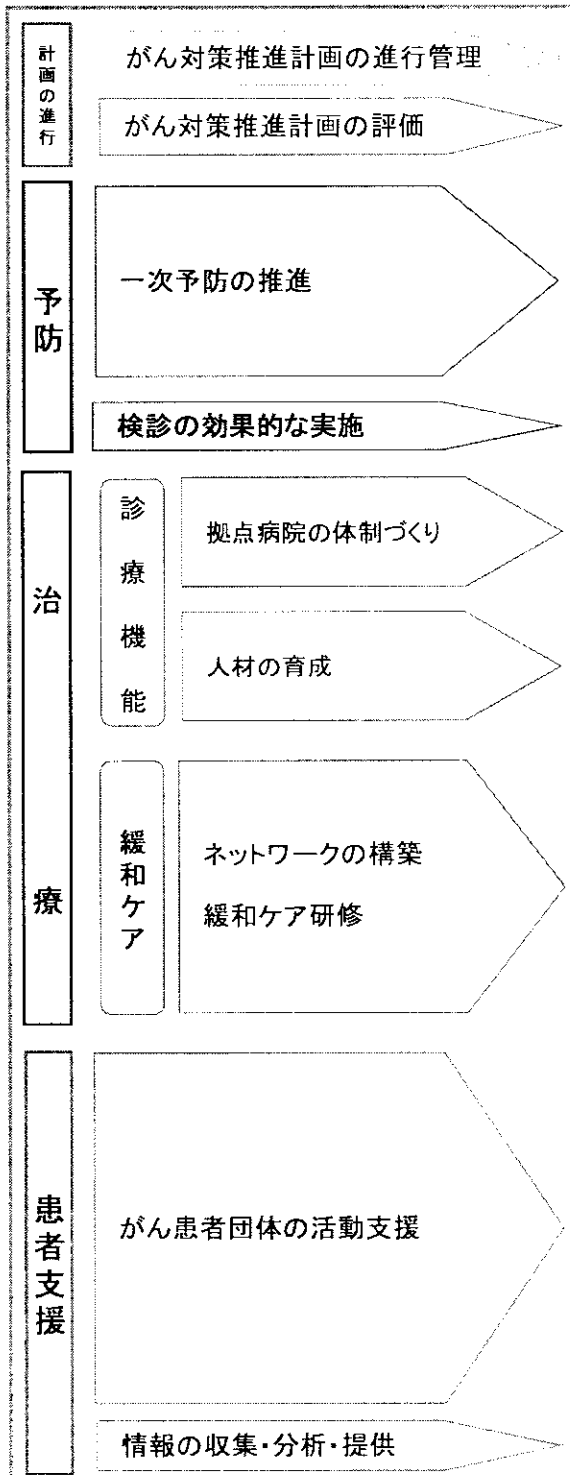 計画の進行
がん対策推進計画の進行管理
がん対策推進計画の評価
予防
一次予防の推進
検診の効果的な実施
治療
診療機能
拠点病院の体制づくり
人材の育成
緩和ケア
ネットワークの構築
緩和ケア研修
患者支援
がん患者団体の活動支援
情報の収集・分析・提供